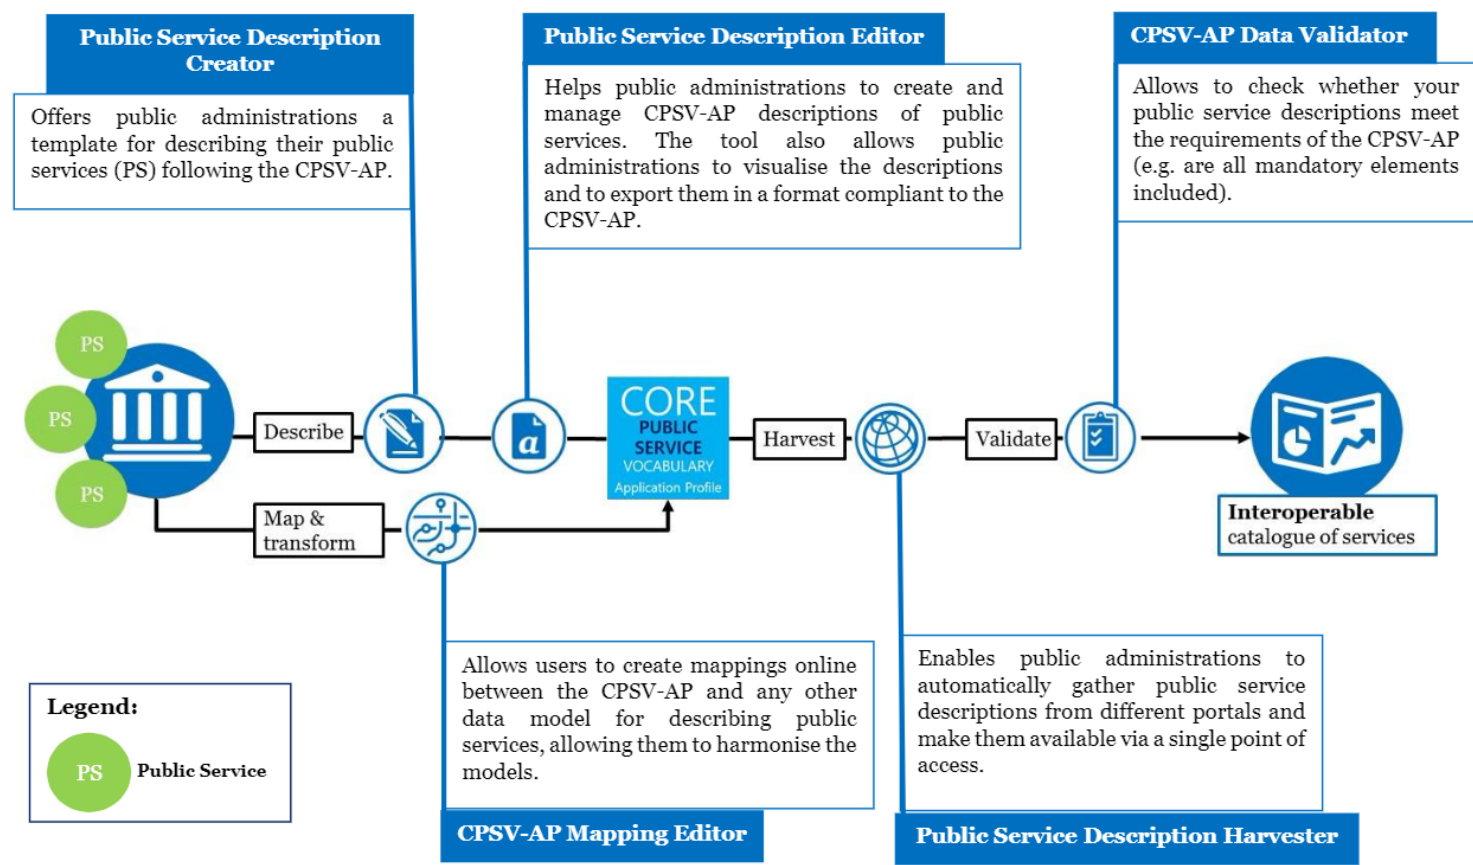 Public Service Description
Creator
Offers public administrations a
template for describing their public
services (PS) following the CPSV-AP.
Public Service Description Editor
Helps public administrations to create and
manage CPSV-AP descriptions of public
services. The tool also allows public
administrations to visualise the descriptions
and to export them in a format compliant to the
CPSV-AP.
CPSV-AP Data Validator
Allows to check whether your
public service descriptions meet
the requirements of the CPSV-AP
(e.g. are all mandatory elements
included).
PS
PS
PS
Describe
a
CORE
PUBLIC
SERVICE
VOCABULARY
Application Profile
Harvest
Validate
Map &
transform
Interoperable
catalogue of services
Allows users to create mappings online
between the CPSV-AP and any other
data model for describing public
services, allowing them to harmonise the
models.
CPSV-AP Mapping Editor
Enables public administrations to
automatically gather public service
descriptions from different portals and
make them available via a single point of
access.
Public Service Description Harvester
Legend:
PS
Public Service